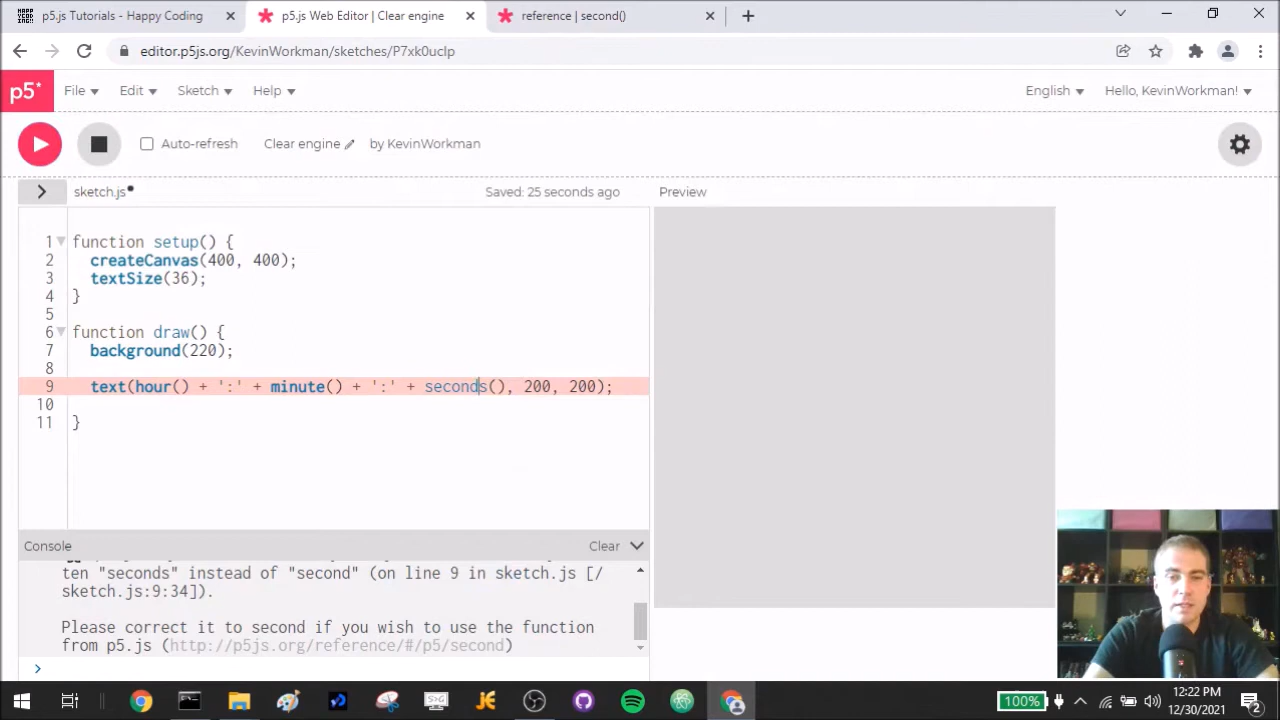 p5.js Tutorials - Happy Coding
p5.js Web Editor | Clear engine
reference | second()
editor.p5js.org/KevinWorkman/sketches/P7xk0uclp
p5*
File
Edit
Sketch
Help
English
Hello, KevinWorkman!
Auto-refresh
Clear engine
by KevinWorkman
sketch.js
Saved: 25 seconds ago
Preview
1 function setup() {
2 createCanvas(400, 400);
3 textSize(36);
4 }
5
6 function draw() {
7 background(220);
8
9 text(hour() + ':' + minute() + ':' + seconds(), 200, 200);
10
11 }
Console
Clear
ten "seconds" instead of "second" (on line 9 in sketch.js [/
sketch.js:9:34]).
Please correct it to second if you wish to use the function
from p5.js (http://p5js.org/reference/#/p5/second)
>
100%
12:22 PM
12/30/2021
2